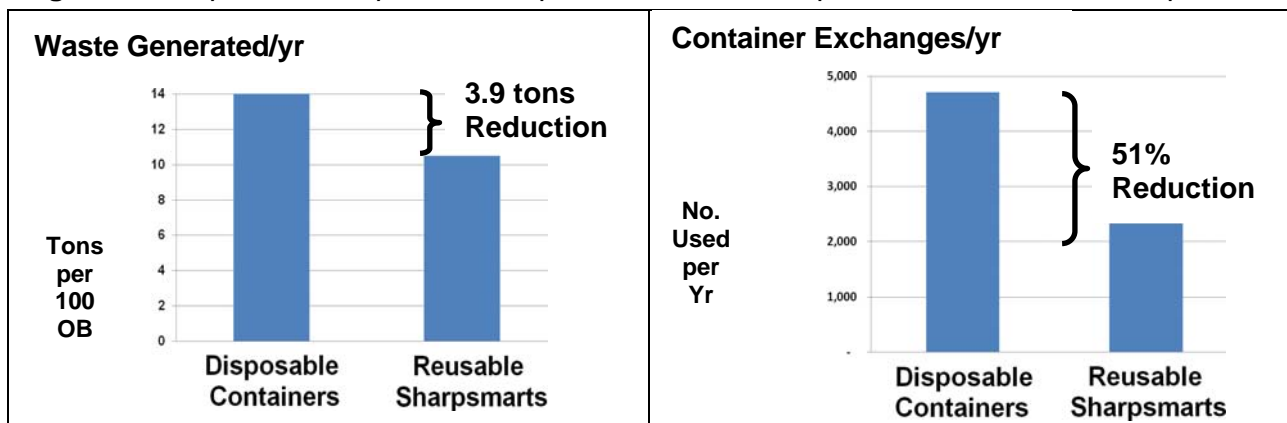 Waste Generated/yr
14
12
10
8
6
4
2
0
Tons
per
100
OB
3.9 tons
Reduction
Disposable
Containers
Reusable
Sharpsmarts
Container Exchanges/yr
5,000
4,000
3,000
2,000
1,000
-
No.
Used
per
Yr
51%
Reduction
Disposable
Containers
Reusable
Sharpsmarts